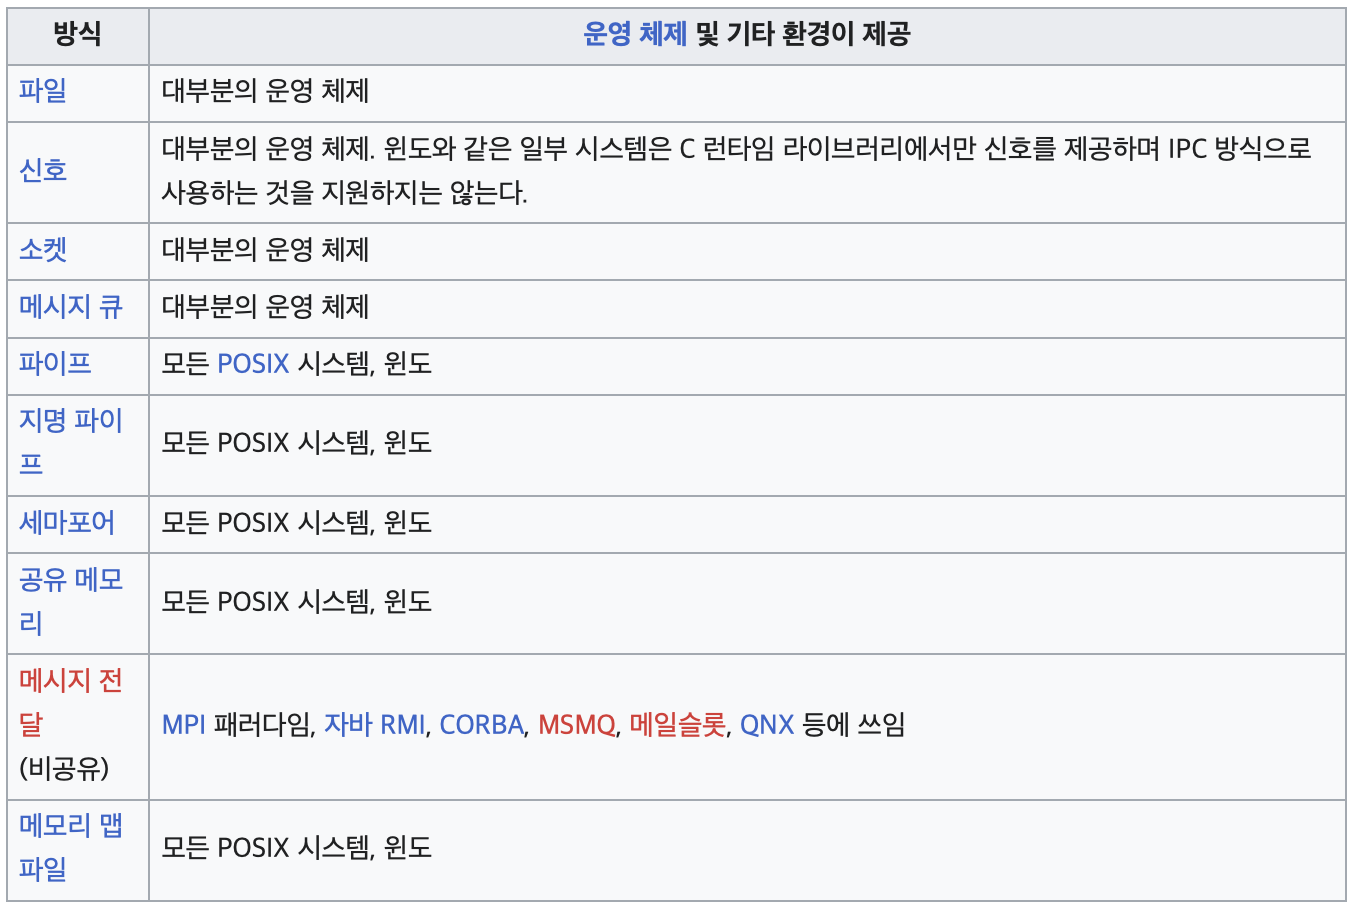 방식
운영 체제 및 기타 환경이 제공
파일
대부분의 운영 체제
신호
대부분의 운영 체제. 윈도와 같은 일부 시스템은 C 런타임 라이브러리에서만 신호를 제공하며 IPC 방식으로
사용하는 것을 지원하지는 않는다.
소켓
대부분의 운영 체제
메시지 큐
대부분의 운영 체제
파이프
모든 POSIX 시스템, 윈도
지명 파이
프
모든 POSIX 시스템, 윈도
세마포어
모든 POSIX 시스템, 윈도
공유 메모
리
모든 POSIX 시스템, 윈도
메시지 전
달
(비공유)
MPI 패러다임, 자바 RMI, CORBA, MSMQ, 메일슬롯, QNX 등에 쓰임
메모리 맵
파일
모든 POSIX 시스템, 윈도